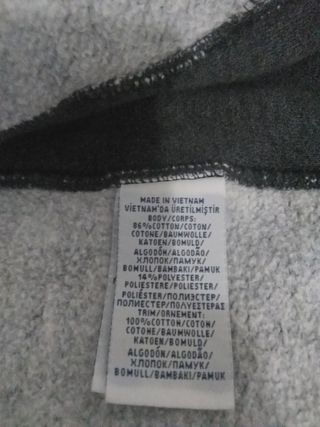 MADE IN VIETNAM
VİETNAM'DA ÜRETİLMİŞTİR
BODY/CORPS:
86%COTTON/COTON/
COTONE/BAUMWOLLE/
KATOEN/BOMULD/
ALGODÓN/ALGODÃO/
ХЛОПОК/ПАМУК/
BOMULL/BAMBAKI/PAMUK
14%POLYESTER/
POLIESTERE/POLIESTER/
POLIÉSTER/ПОЛИЭСТЕР/
ПОЛИЕСТЕР/ΠΟΛΥΕΣΤΕΡΑΣ
TRIM/ORNEMENT:
100%COTTON/COTON/
COTONE/BAUMWOLLE/
KATOEN/BOMULD/
ALGODÓN/ALGODÃO/
ХЛОПОК/ПАМУК/
BOMULL/BAMBAKI/PAMUK